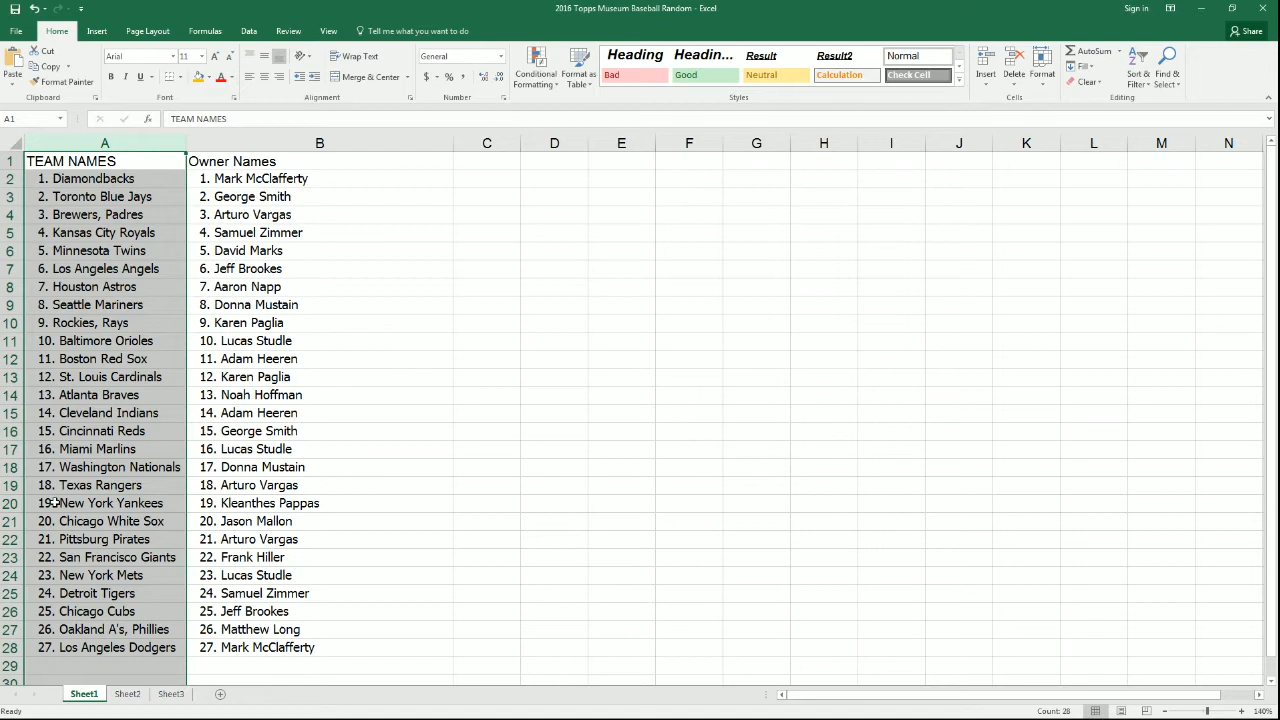 2016 Topps Museum Baseball Random - Excel
Sign in
File Home Insert Page Layout Formulas Data Review View Tell me what you want to do
Share
Paste
Cut
Copy
Format Painter
Clipboard
Arial 11
B I U
Font
Wrap Text
Merge & Center
Alignment
General
$ % ,
Number
Conditional Formatting
Format as Table
Heading Headin... Result Result2 Normal
Bad Good Neutral Calculation Check Cell
Styles
Insert Delete Format
Cells
AutoSum
Fill
Clear
Sort & Filter
Find & Select
Editing
A1 fx TEAM NAMES
A B C D E F G H I J K L M N
1 TEAM NAMES Owner Names
2 1. Diamondbacks 1. Mark McClafferty
3 2. Toronto Blue Jays 2. George Smith
4 3. Brewers, Padres 3. Arturo Vargas
5 4. Kansas City Royals 4. Samuel Zimmer
6 5. Minnesota Twins 5. David Marks
7 6. Los Angeles Angels 6. Jeff Brookes
8 7. Houston Astros 7. Aaron Napp
9 8. Seattle Mariners 8. Donna Mustain
10 9. Rockies, Rays 9. Karen Paglia
11 10. Baltimore Orioles 10. Lucas Studle
12 11. Boston Red Sox 11. Adam Heeren
13 12. St. Louis Cardinals 12. Karen Paglia
14 13. Atlanta Braves 13. Noah Hoffman
15 14. Cleveland Indians 14. Adam Heeren
16 15. Cincinnati Reds 15. George Smith
17 16. Miami Marlins 16. Lucas Studle
18 17. Washington Nationals 17. Donna Mustain
19 18. Texas Rangers 18. Arturo Vargas
20 19. New York Yankees 19. Kleanthes Pappas
21 20. Chicago White Sox 20. Jason Mallon
22 21. Pittsburg Pirates 21. Arturo Vargas
23 22. San Francisco Giants 22. Frank Hiller
24 23. New York Mets 23. Lucas Studle
25 24. Detroit Tigers 24. Samuel Zimmer
26 25. Chicago Cubs 25. Jeff Brookes
27 26. Oakland A's, Phillies 26. Matthew Long
28 27. Los Angeles Dodgers 27. Mark McClafferty
29
30
Sheet1 Sheet2 Sheet3
Ready
Count: 28
140%